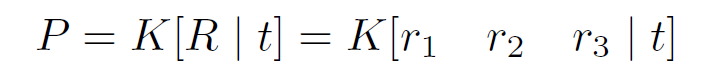 P = K[R | t] = K[r₁ r₂ r₃ | t]